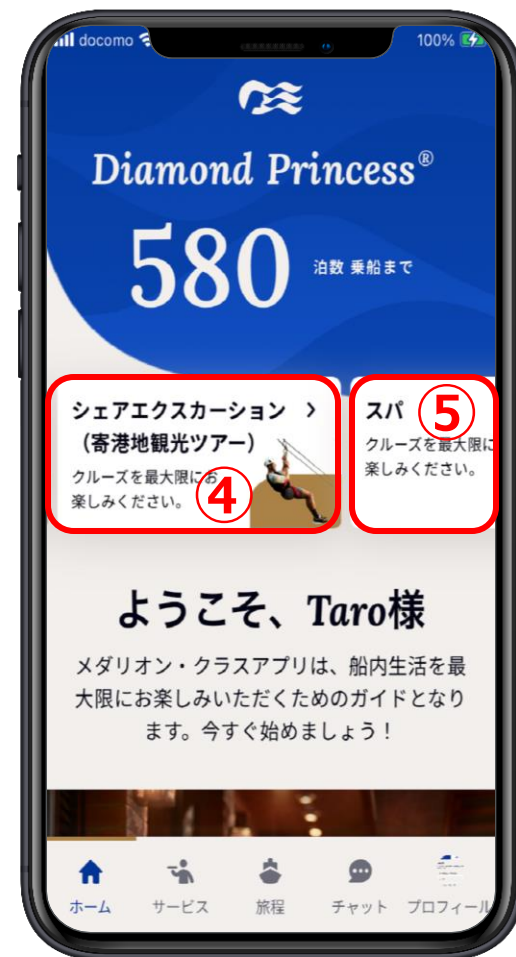 docomo 100%
Diamond Princess®
580 泊数 乗船まで
シェアエクスカーション >
（寄港地観光ツアー）
クルーズを最大限にお
楽しみください。
④
スパ
⑤
クルーズを最大限に
楽しみください。
ようこそ、Taro様
メダリオン・クラスアプリは、船内生活を最
大限にお楽しみいただくためのガイドとなり
ます。今すぐ始めましょう！
ホーム サービス 旅程 チャット プロフィール